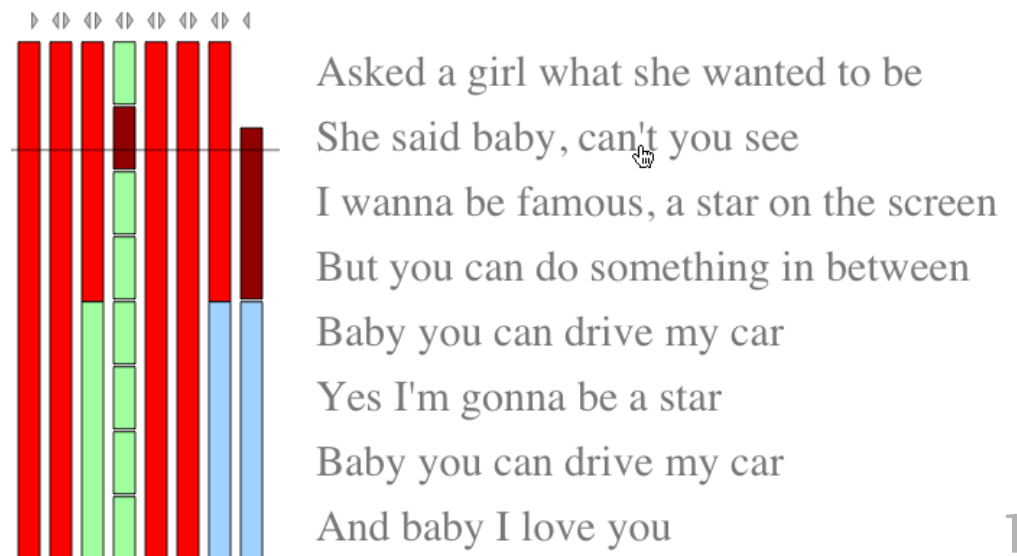 Asked a girl what she wanted to be
She said baby, can't you see
I wanna be famous, a star on the screen
But you can do something in between
Baby you can drive my car
Yes I'm gonna be a star
Baby you can drive my car
And baby I love you
1